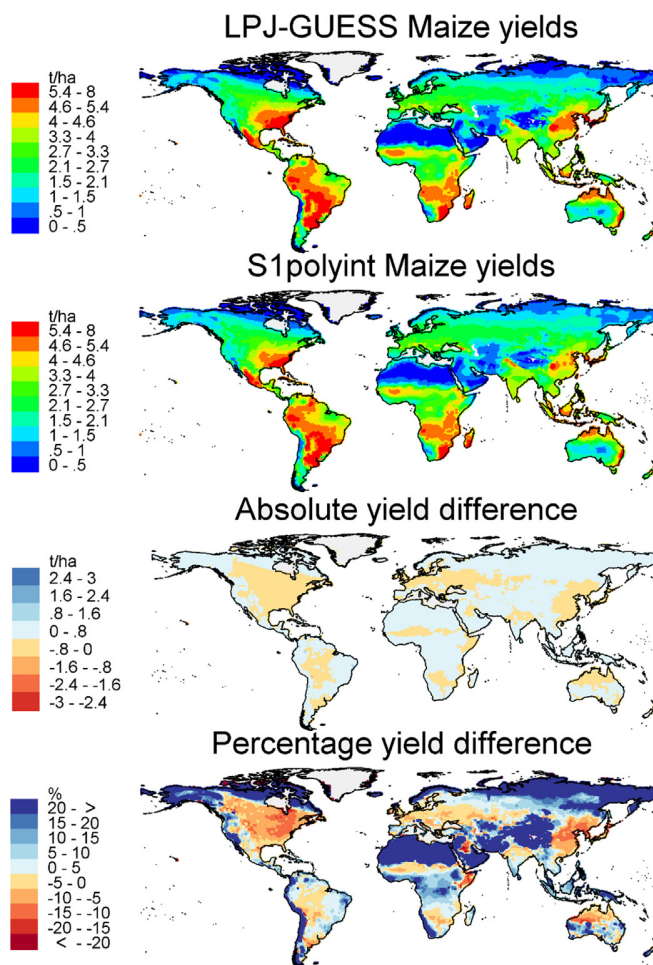 LPJ-GUESS Maize yields
t/ha
5.4 - 8
4.6 - 5.4
4 - 4.6
3.3 - 4
2.7 - 3.3
2.1 - 2.7
1.5 - 2.1
1 - 1.5
.5 - 1
0 - .5
S1polyint Maize yields
t/ha
5.4 - 8
4.6 - 5.4
4 - 4.6
3.3 - 4
2.7 - 3.3
2.1 - 2.7
1.5 - 2.1
1 - 1.5
.5 - 1
0 - .5
Absolute yield difference
t/ha
2.4 - 3
1.6 - 2.4
.8 - 1.6
0 - .8
-.8 - 0
-1.6 - -.8
-2.4 - -1.6
-3 - -2.4
Percentage yield difference
%
20 - >
15 - 20
10 - 15
5 - 10
0 - 5
-5 - 0
-10 - -5
-15 - -10
-20 - -15
< - -20